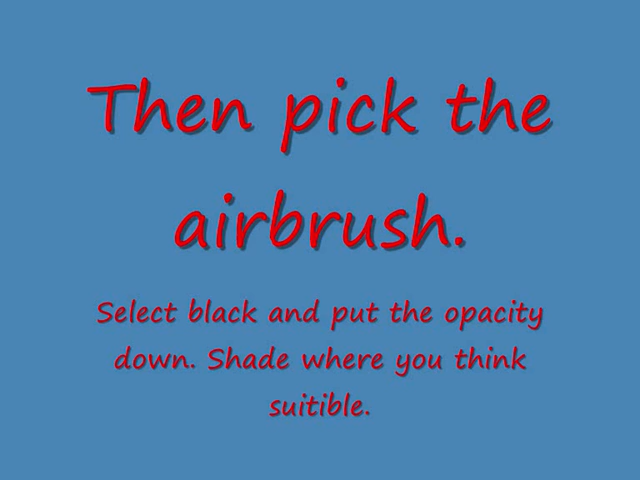 Then pick the
airbrush.
Select black and put the opacity
down. Shade where you think
suitible.